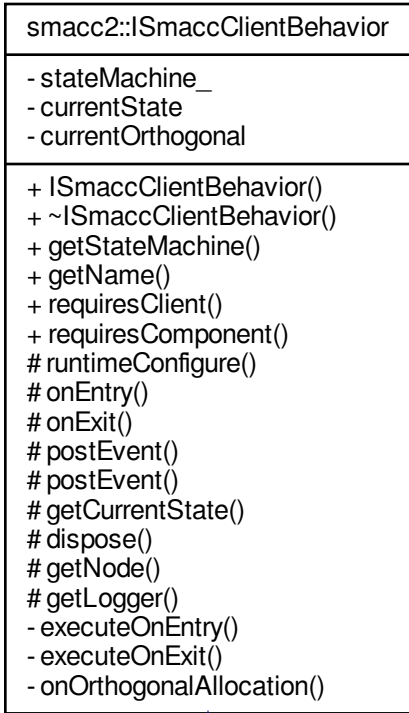 smacc2::ISmaccClientBehavior
- stateMachine_
- currentState
- currentOrthogonal
+ ISmaccClientBehavior()
+ ~ISmaccClientBehavior()
+ getStateMachine()
+ getName()
+ requiresClient()
+ requiresComponent()
# runtimeConfigure()
# onEntry()
# onExit()
# postEvent()
# postEvent()
# getCurrentState()
# dispose()
# getNode()
# getLogger()
- executeOnEntry()
- executeOnExit()
- onOrthogonalAllocation()